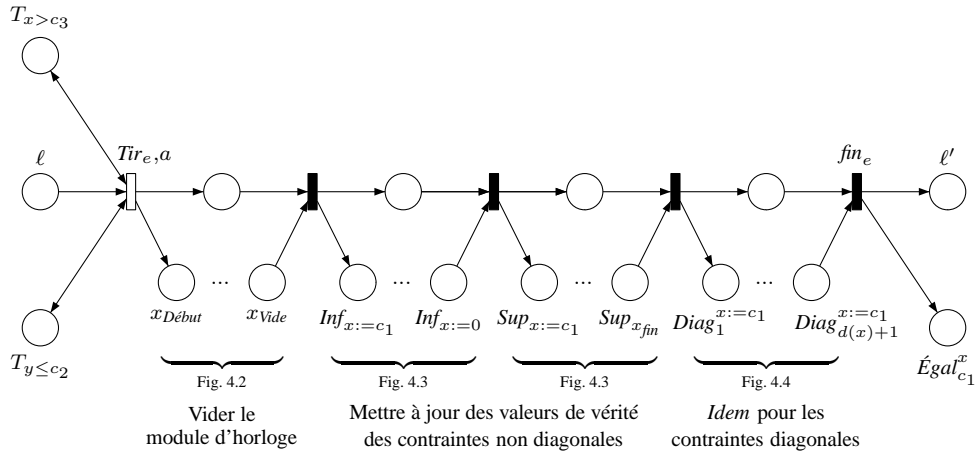 T_{x>c_3}
ℓ Tir_e,a fin_e ℓ'
... ... ... ...
x_{Début} x_{Vide} Inf_{x:=c_1} Inf_{x:=0} Sup_{x:=c_1} Sup_{x_{fin}} Diag_1^{x:=c_1} Diag_{d(x)+1}^{x:=c_1}
T_{y≤c_2} Égal_{c_1}^x
Fig. 4.2 Fig. 4.3 Fig. 4.3 Fig. 4.4
Vider le Mettre à jour des valeurs de vérité Idem pour les
module d'horloge des contraintes non diagonales contraintes diagonales